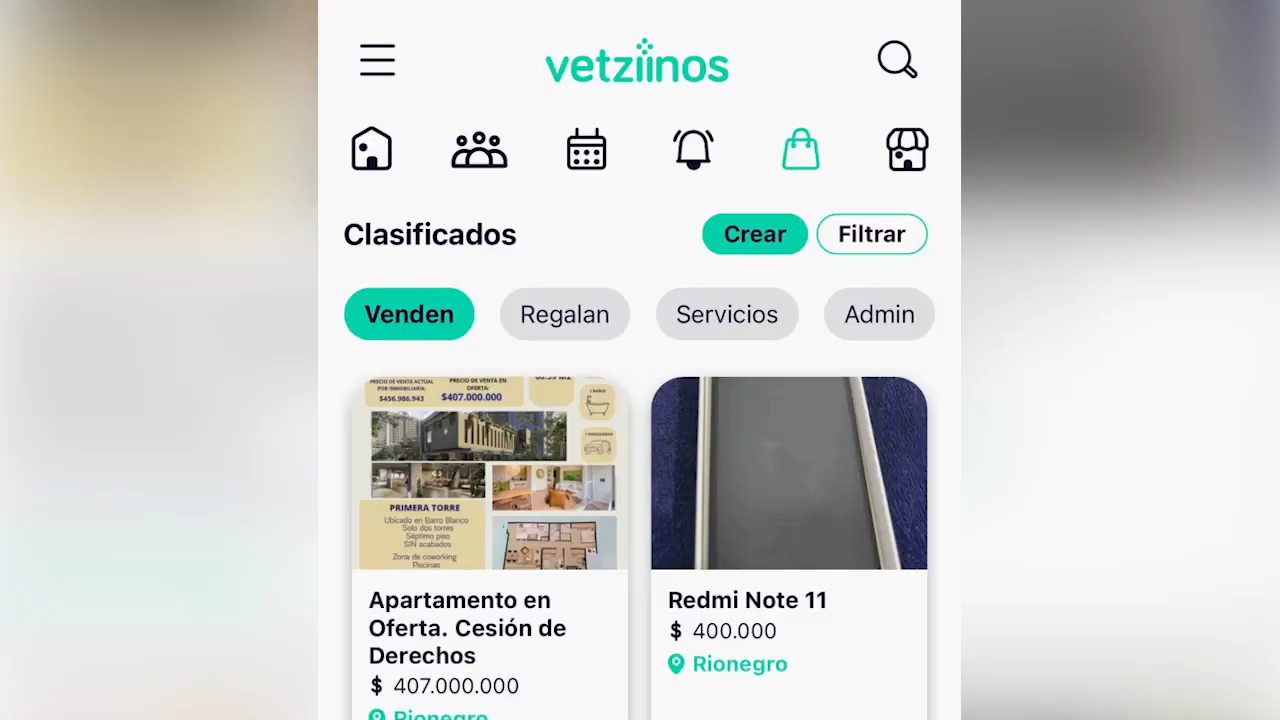 vetziinos
Clasificados
Crear
Filtrar
Venden
Regalan
Servicios
Admin
PRECIO DE VENTA ACTUAL
POR INMOBILIARIA:
$456.986.943
PRECIO DE VENTA EN
OFERTA:
$407.000.000
PRIMERA TORRE
Ubicado en Barro Blanco
Solo dos torres
Séptimo piso
SIN acabados
Zona de coworking
Piscinas
Apartamento en
Oferta. Cesión de
Derechos
$ 407.000.000
Rionegro
Redmi Note 11
$ 400.000
Rionegro